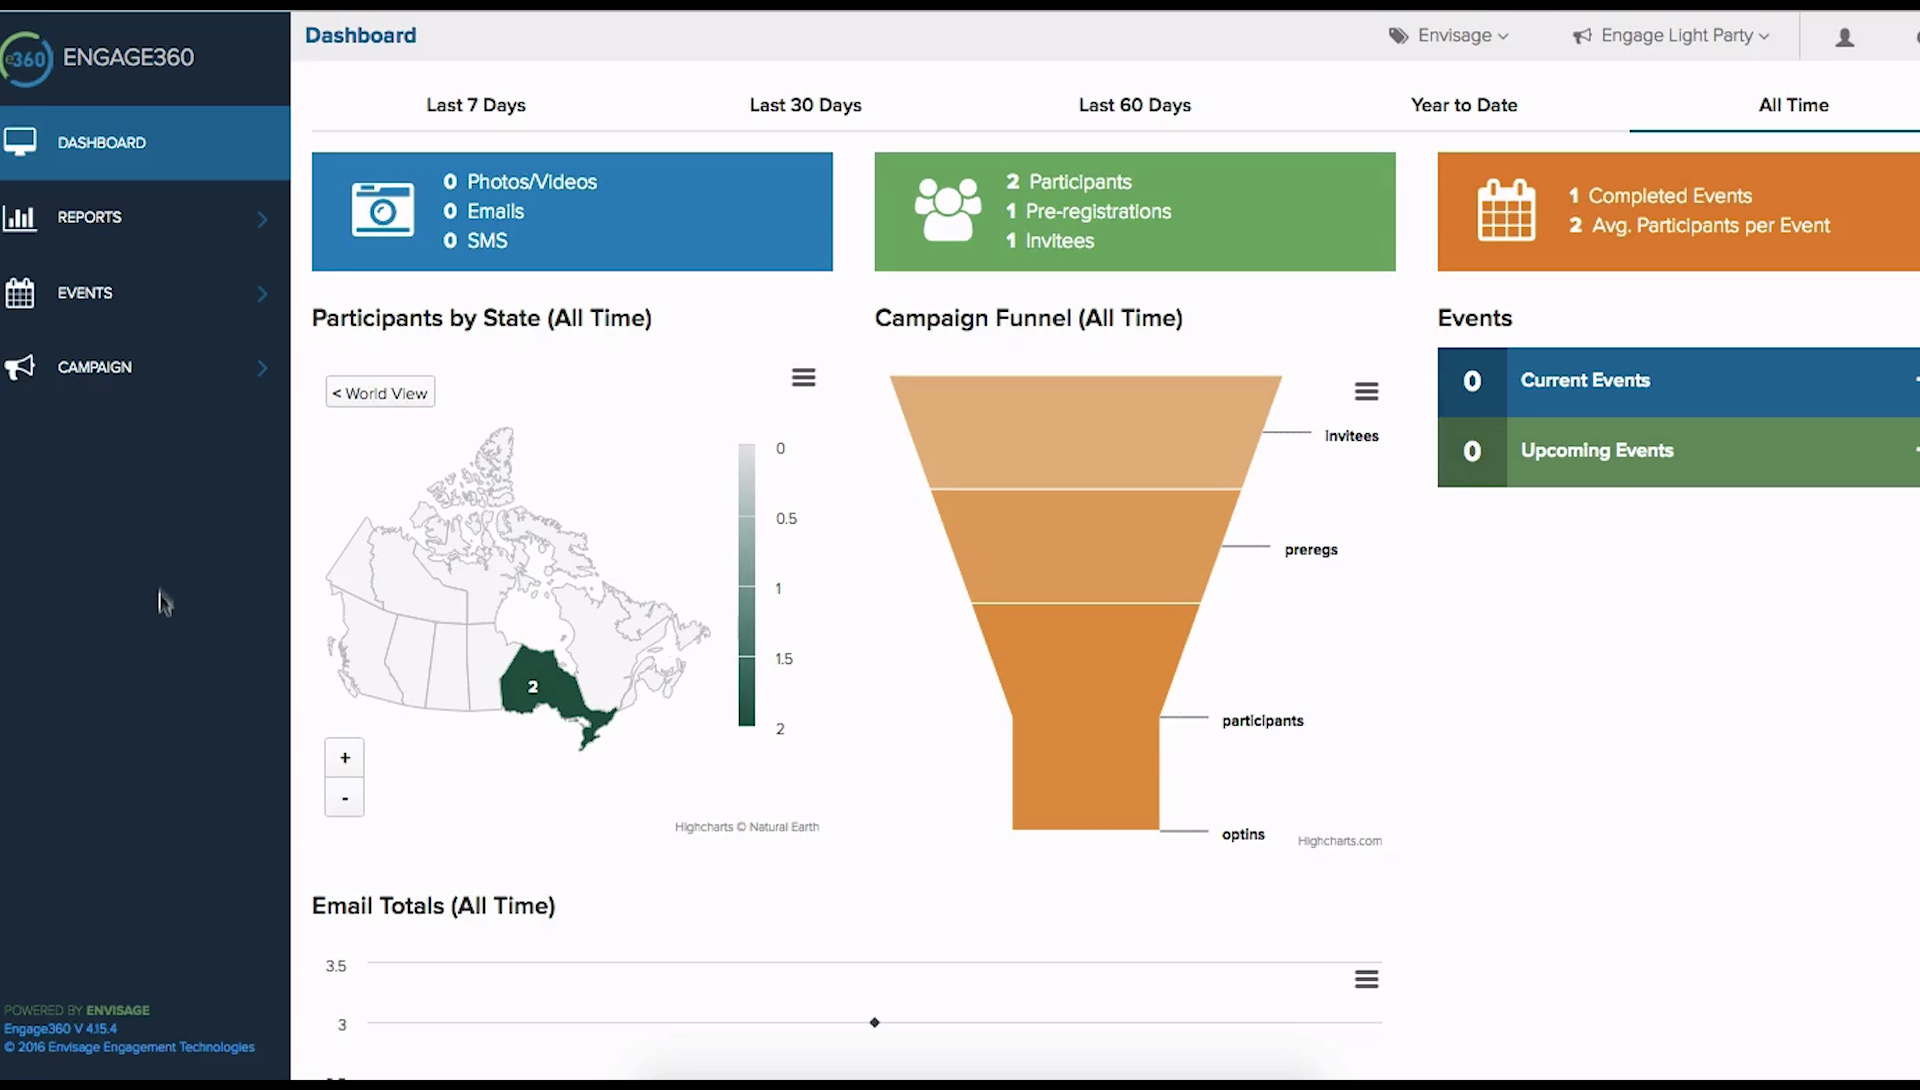 e360 ENGAGE360
Dashboard
Envisage
Engage Light Party
DASHBOARD
REPORTS
EVENTS
CAMPAIGN
Last 7 Days
Last 30 Days
Last 60 Days
Year to Date
All Time
0 Photos/Videos
0 Emails
0 SMS
2 Participants
1 Pre-registrations
1 Invitees
1 Completed Events
2 Avg. Participants per Event
Participants by State (All Time)
< World View
0
0.5
1
1.5
2
2
+
-
Highcharts © Natural Earth
Campaign Funnel (All Time)
invitees
preregs
participants
optins
Highcharts.com
Events
0 Current Events
0 Upcoming Events
Email Totals (All Time)
3.5
3
POWERED BY ENVISAGE
Engage360 V 4.15.4
© 2016 Envisage Engagement Technologies